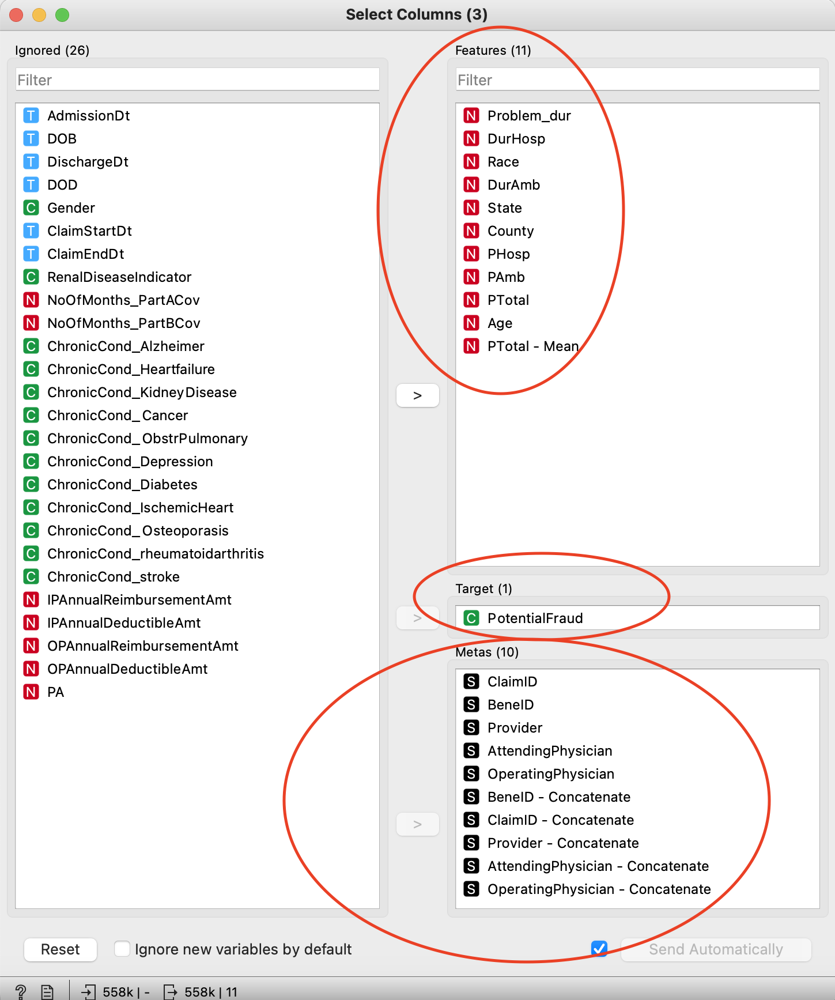 Select Columns (3)
Ignored (26)
Filter
T AdmissionDt
T DOB
T DischargeDt
T DOD
C Gender
T ClaimStartDt
T ClaimEndDt
C RenalDiseaseIndicator
N NoOfMonths_PartACov
N NoOfMonths_PartBCov
C ChronicCond_Alzheimer
C ChronicCond_Heartfailure
C ChronicCond_KidneyDisease
C ChronicCond_Cancer
C ChronicCond_ObstrPulmonary
C ChronicCond_Depression
C ChronicCond_Diabetes
C ChronicCond_IschemicHeart
C ChronicCond_Osteoporasis
C ChronicCond_rheumatoidarthritis
C ChronicCond_stroke
N IPAnnualReimbursementAmt
N IPAnnualDeductibleAmt
N OPAnnualReimbursementAmt
N OPAnnualDeductibleAmt
N PA
>
>
>
Features (11)
Filter
N Problem_dur
N DurHosp
N Race
N DurAmb
N State
N County
N PHosp
N PAmb
N PTotal
N Age
N PTotal - Mean
Target (1)
C PotentialFraud
Metas (10)
S ClaimID
S BeneID
S Provider
S AttendingPhysician
S OperatingPhysician
S BeneID - Concatenate
S ClaimID - Concatenate
S Provider - Concatenate
S AttendingPhysician - Concatenate
S OperatingPhysician - Concatenate
Reset
Ignore new variables by default
Send Automatically
? 558k | - 558k | 11